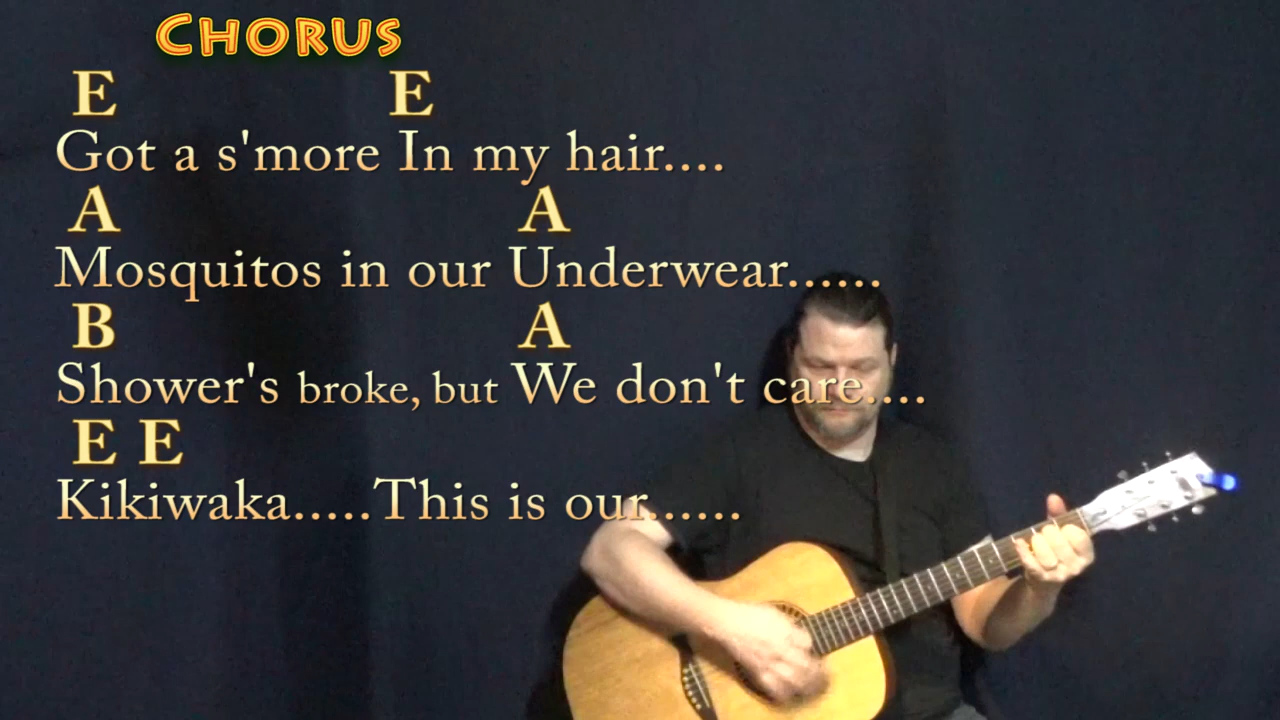 CHORUS
E E
Got a s'more In my hair....
A A
Mosquitos in our Underwear......
B A
Shower's broke, but We don't care....
E E
Kikiwaka.....This is our......